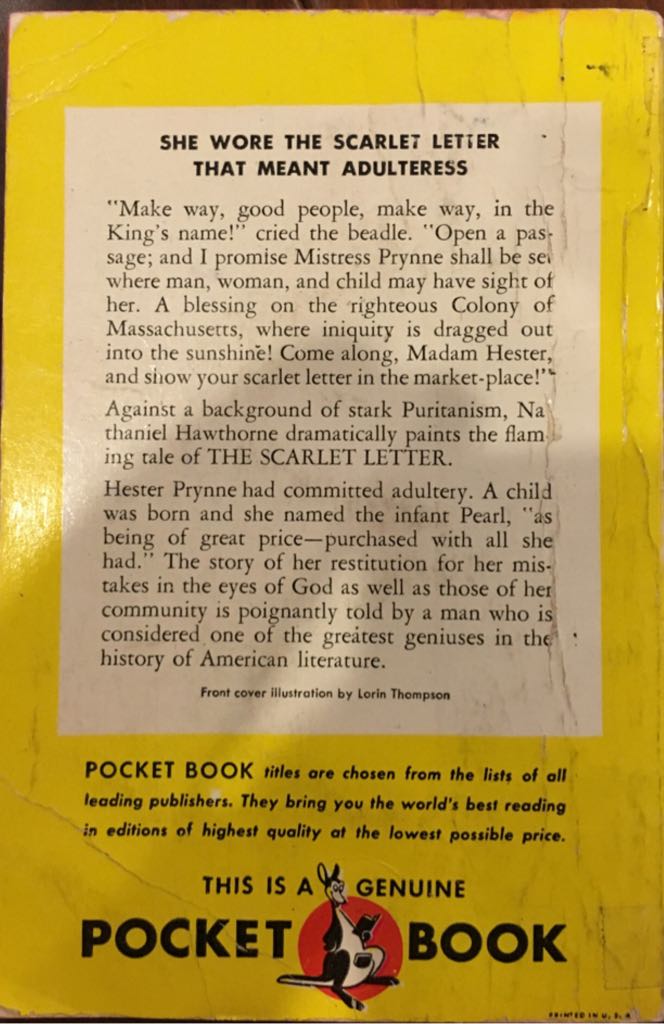 SHE WORE THE SCARLET LETTER
THAT MEANT ADULTERESS
"Make way, good people, make way, in the
King's name!" cried the beadle. "Open a pas-
sage; and I promise Mistress Prynne shall be set
where man, woman, and child may have sight of
her. A blessing on the righteous Colony of
Massachusetts, where iniquity is dragged out
into the sunshine! Come along, Madam Hester,
and show your scarlet letter in the market-place!"
Against a background of stark Puritanism, Na
thaniel Hawthorne dramatically paints the flam-
ing tale of THE SCARLET LETTER.
Hester Prynne had committed adultery. A child
was born and she named the infant Pearl, "as
being of great price—purchased with all she
had." The story of her restitution for her mis-
takes in the eyes of God as well as those of her
community is poignantly told by a man who is
considered one of the greatest geniuses in the
history of American literature.
Front cover illustration by Lorin Thompson
POCKET BOOK titles are chosen from the lists of all
leading publishers. They bring you the world's best reading
in editions of highest quality at the lowest possible price.
THIS IS A GENUINE
POCKET BOOK
PRINTED IN U. S. A